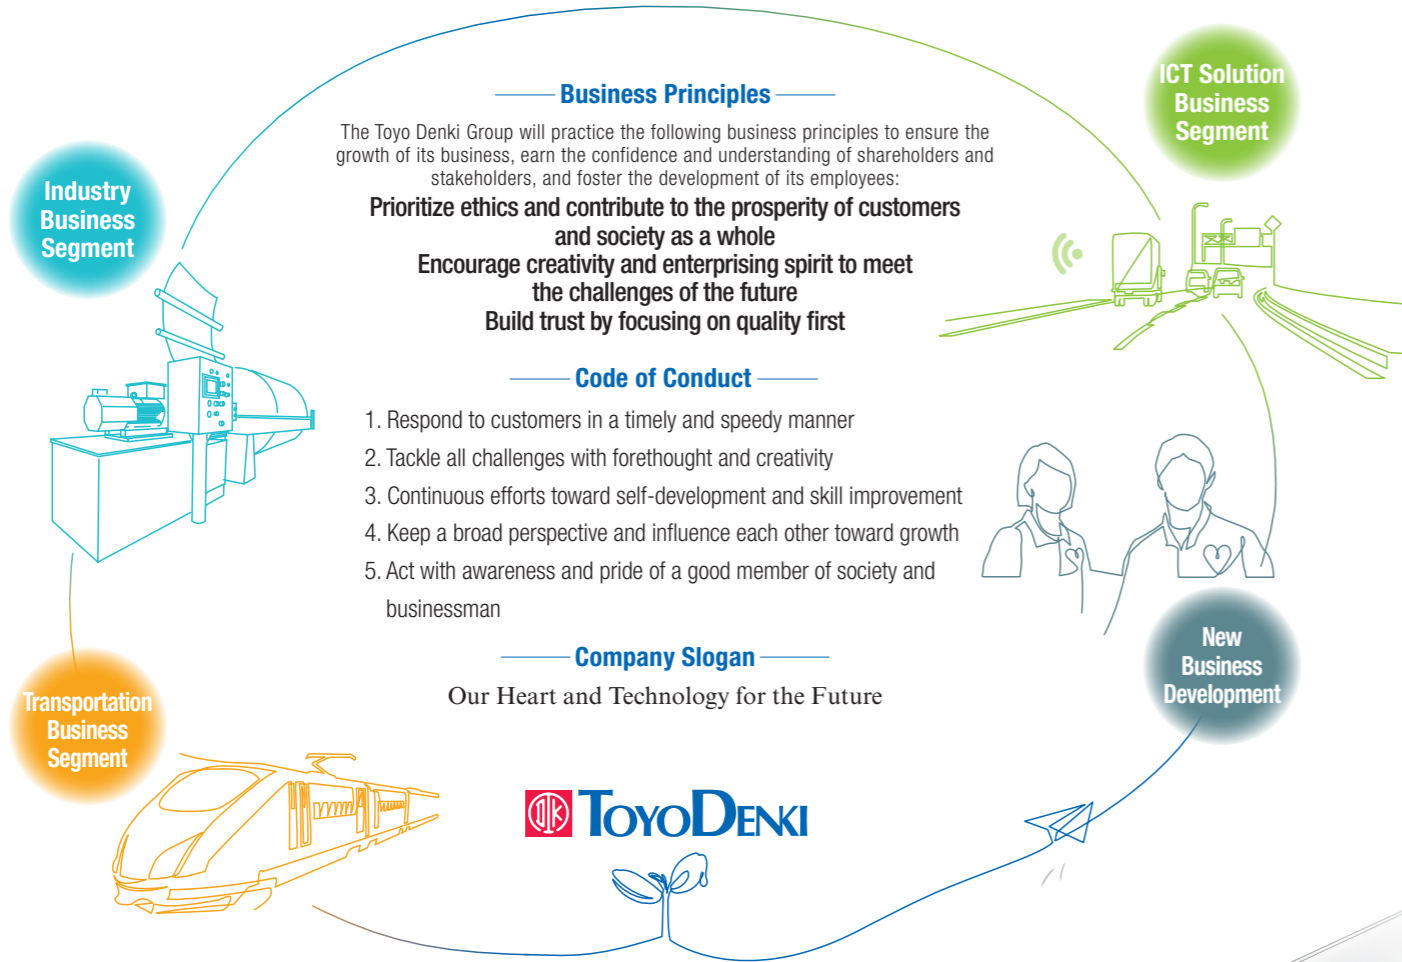 Business Principles
The Toyo Denki Group will practice the following business principles to ensure the
growth of its business, earn the confidence and understanding of shareholders and
stakeholders, and foster the development of its employees:
Prioritize ethics and contribute to the prosperity of customers
and society as a whole
Encourage creativity and enterprising spirit to meet
the challenges of the future
Build trust by focusing on quality first
Code of Conduct
1. Respond to customers in a timely and speedy manner
2. Tackle all challenges with forethought and creativity
3. Continuous efforts toward self-development and skill improvement
4. Keep a broad perspective and influence each other toward growth
5. Act with awareness and pride of a good member of society and
businessman
Company Slogan
Our Heart and Technology for the Future
TOYO DENKI
Industry
Business
Segment
Transportation
Business
Segment
ICT Solution
Business
Segment
New
Business
Development